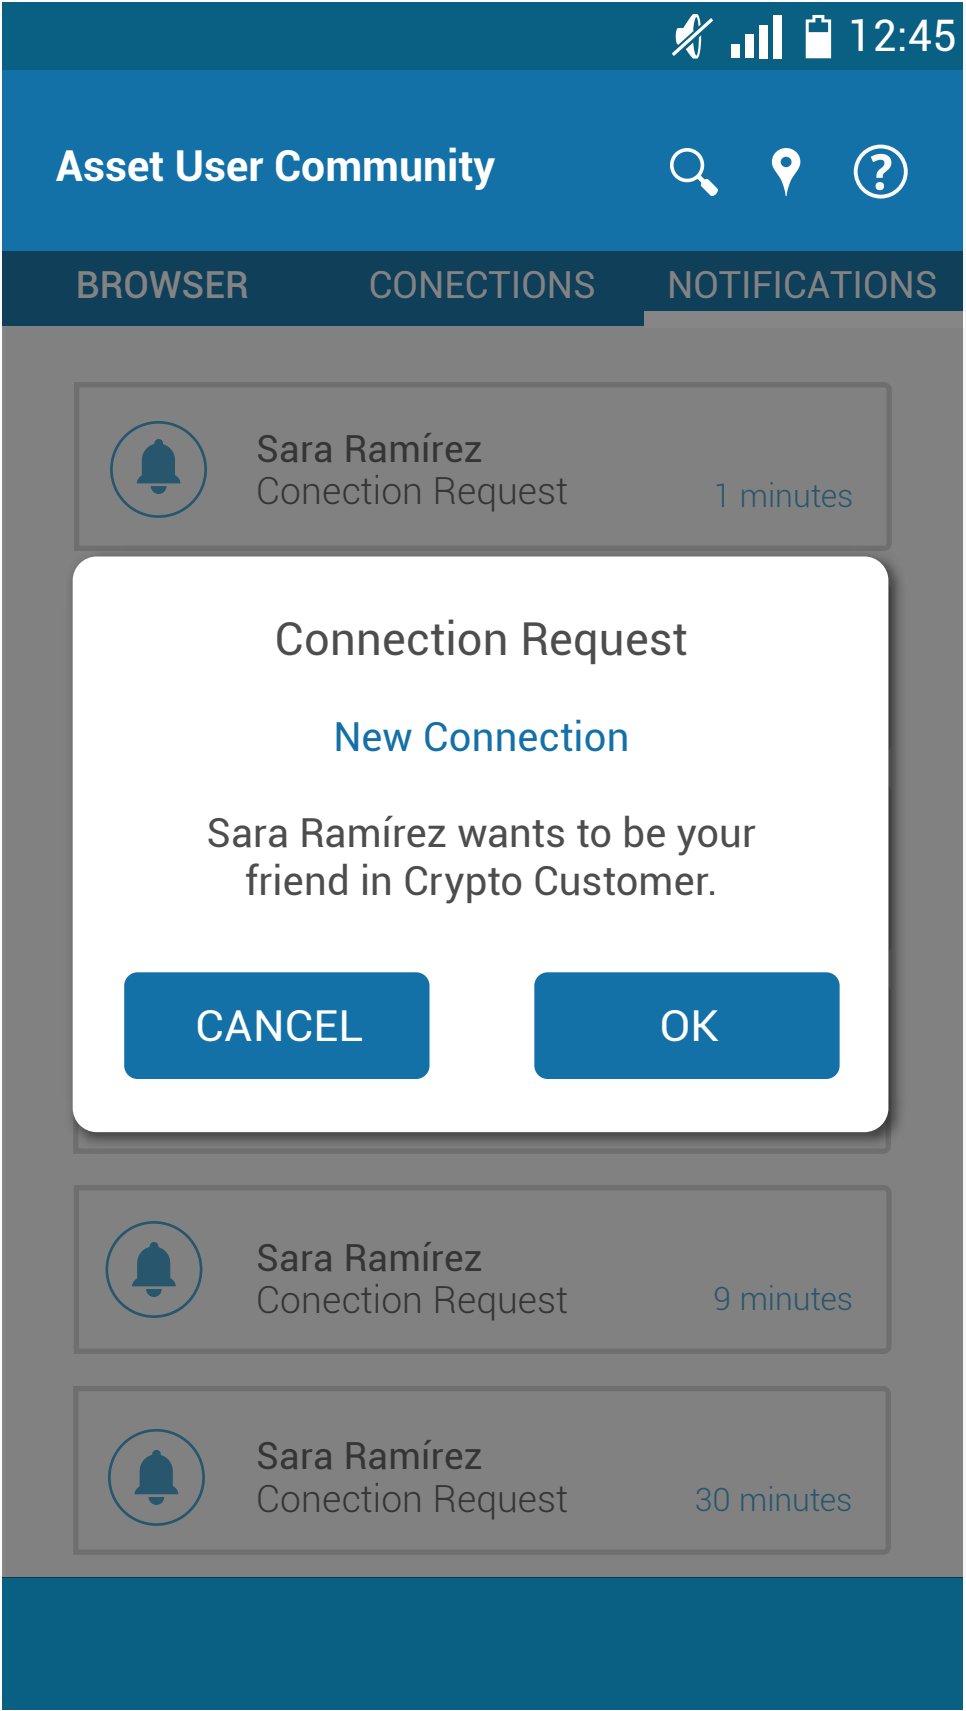 12:45
Asset User Community
BROWSER CONECTIONS NOTIFICATIONS
Sara Ramírez
Conection Request 1 minutes
Connection Request
New Connection
Sara Ramírez wants to be your
friend in Crypto Customer.
CANCEL OK
Sara Ramírez
Conection Request 9 minutes
Sara Ramírez
Conection Request 30 minutes